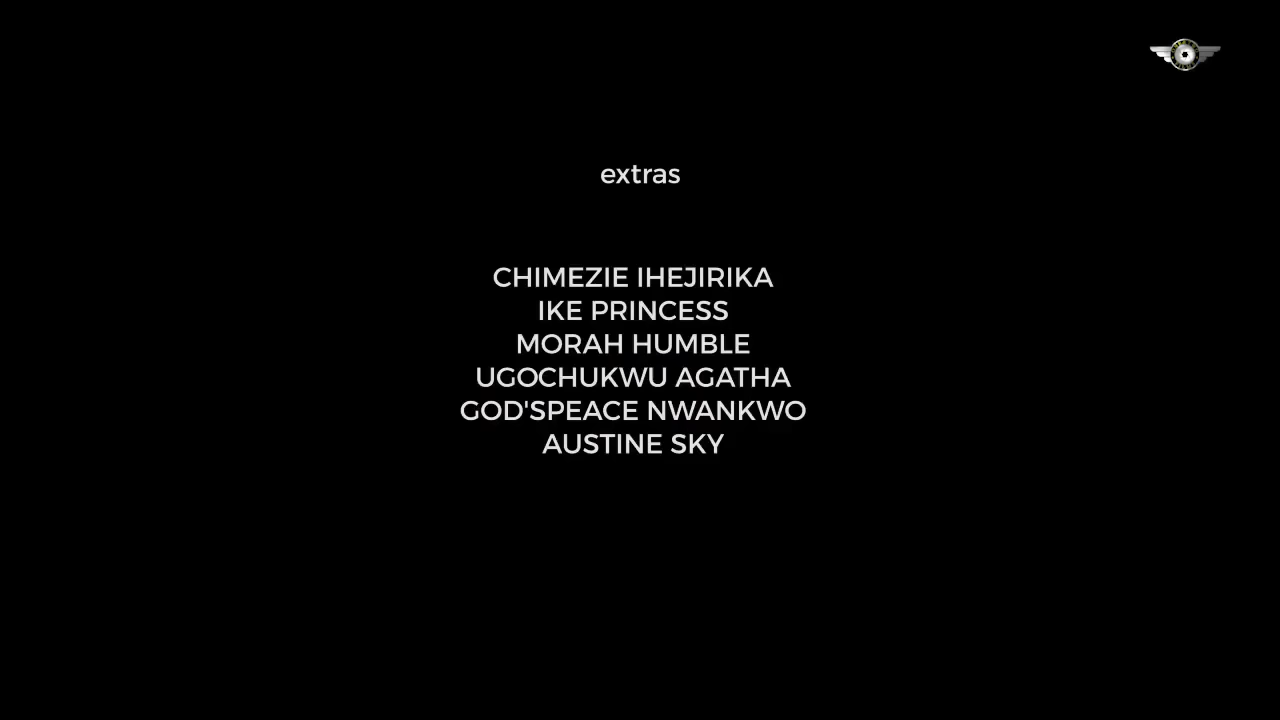 extras
CHIMEZIE IHEJIRIKA
IKE PRINCESS
MORAH HUMBLE
UGOCHUKWU AGATHA
GOD'SPEACE NWANKWO
AUSTINE SKY